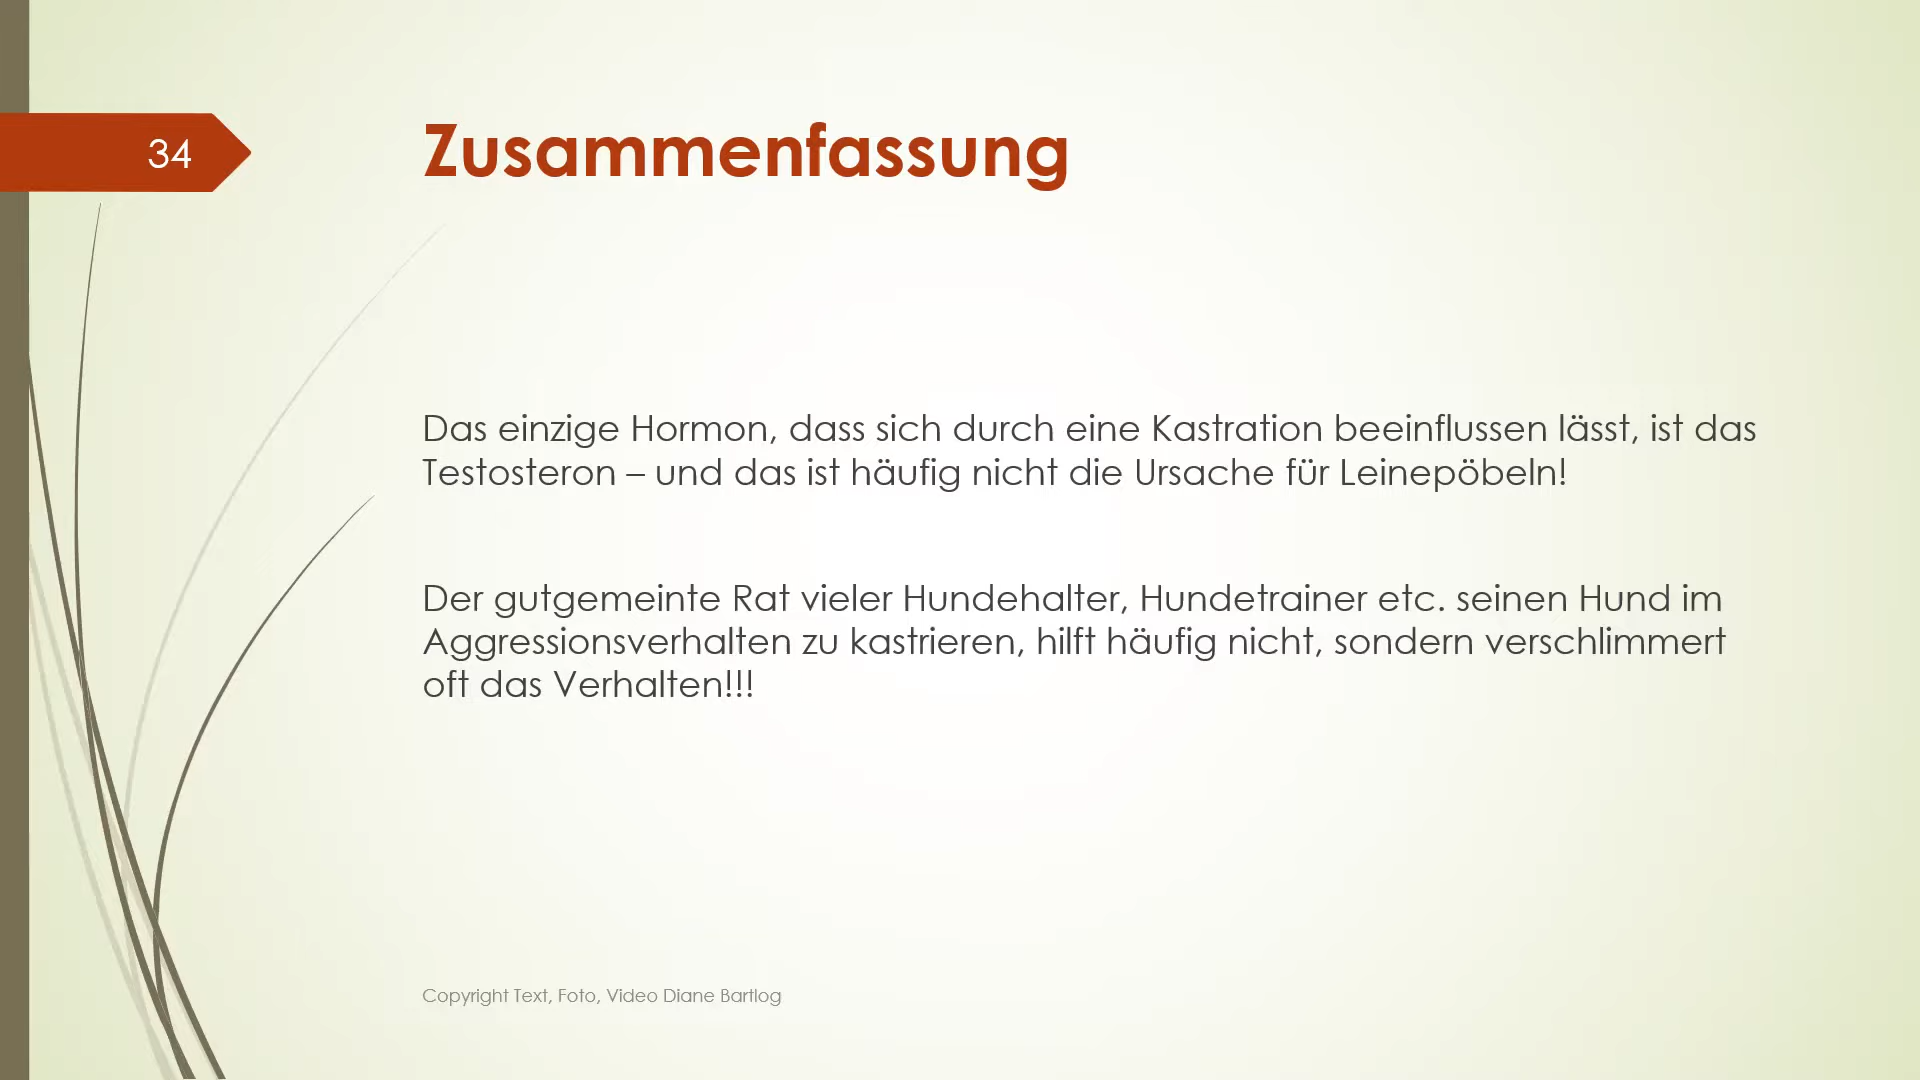 34
Zusammenfassung
Das einzige Hormon, dass sich durch eine Kastration beeinflussen lässt, ist das
Testosteron – und das ist häufig nicht die Ursache für Leinepöbeln!
Der gutgemeinte Rat vieler Hundehalter, Hundetrainer etc. seinen Hund im
Aggressionsverhalten zu kastrieren, hilft häufig nicht, sondern verschlimmert
oft das Verhalten!!!
Copyright Text, Foto, Video Diane Bartlog